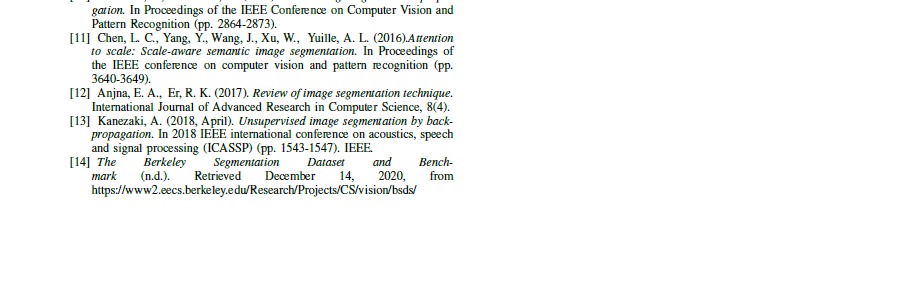 gation. In Proceedings of the IEEE Conference on Computer Vision and
Pattern Recognition (pp. 2864-2873).
[11] Chen, L. C., Yang, Y., Wang, J., Xu, W., Yuille, A. L. (2016).Attention
to scale: Scale-aware semantic image segmentation. In Proceedings of
the IEEE conference on computer vision and pattern recognition (pp.
3640-3649).
[12] Anjna, E. A., Er, R. K. (2017). Review of image segmentation technique.
International Journal of Advanced Research in Computer Science, 8(4).
[13] Kanezaki, A. (2018, April). Unsupervised image segmentation by back-
propagation. In 2018 IEEE international conference on acoustics, speech
and signal processing (ICASSP) (pp. 1543-1547). IEEE.
[14] The Berkeley Segmentation Dataset and Bench-
mark (n.d.). Retrieved December 14, 2020, from
https://www2.eecs.berkeley.edu/Research/Projects/CS/vision/bsds/